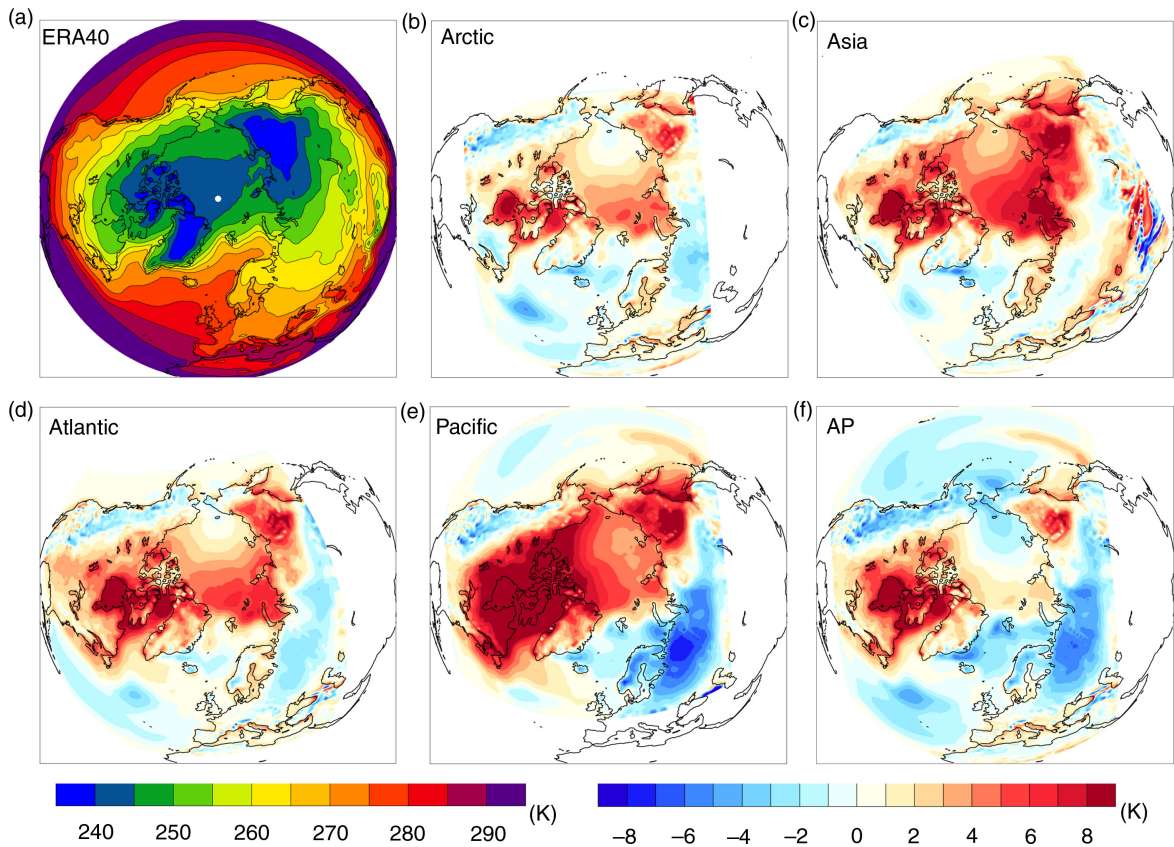 (a)
ERA40
(b)
Arctic
(c)
Asia
(d)
Atlantic
(e)
Pacific
(f)
AP
240 250 260 270 280 290 (K)
−8 −6 −4 −2 0 2 4 6 8 (K)